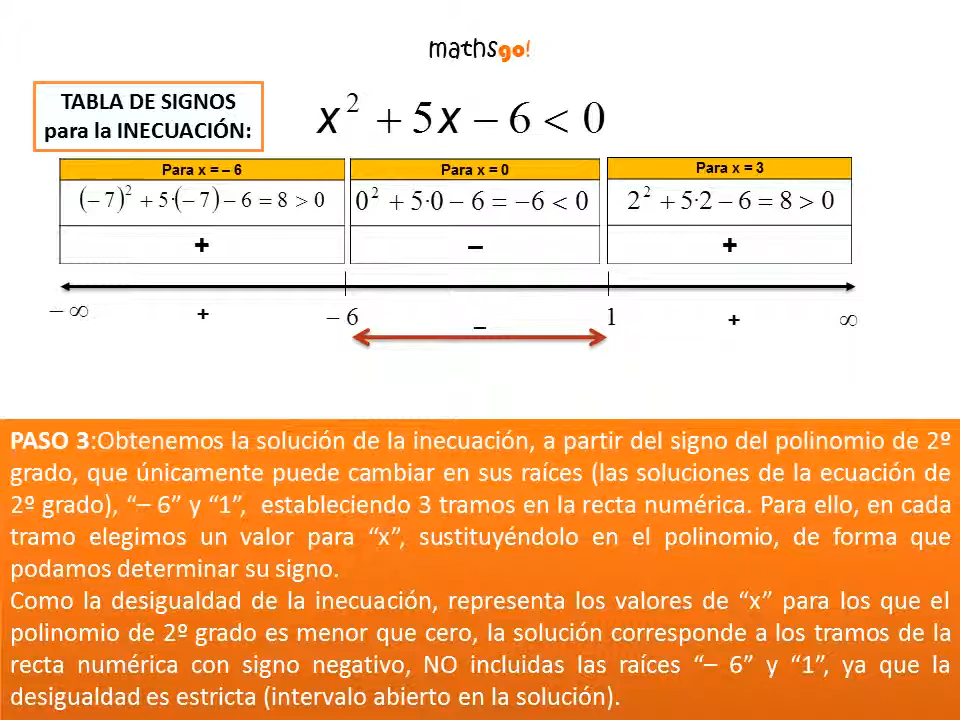 mathsgo!
TABLA DE SIGNOS
para la INECUACIÓN:
x² + 5x − 6 < 0
Para x = – 6
Para x = 0
Para x = 3
(− 7)² + 5·(− 7) − 6 = 8 > 0
0² + 5·0 − 6 = −6 < 0
2² + 5·2 − 6 = 8 > 0
+
–
+
− ∞
+
− 6
–
1
+
∞
PASO 3:Obtenemos la solución de la inecuación, a partir del signo del polinomio de 2º
grado, que únicamente puede cambiar en sus raíces (las soluciones de la ecuación de
2º grado), “– 6” y “1”, estableciendo 3 tramos en la recta numérica. Para ello, en cada
tramo elegimos un valor para “x”, sustituyéndolo en el polinomio, de forma que
podamos determinar su signo.
Como la desigualdad de la inecuación, representa los valores de “x” para los que el
polinomio de 2º grado es menor que cero, la solución corresponde a los tramos de la
recta numérica con signo negativo, NO incluidas las raíces “– 6” y “1”, ya que la
desigualdad es estricta (intervalo abierto en la solución).